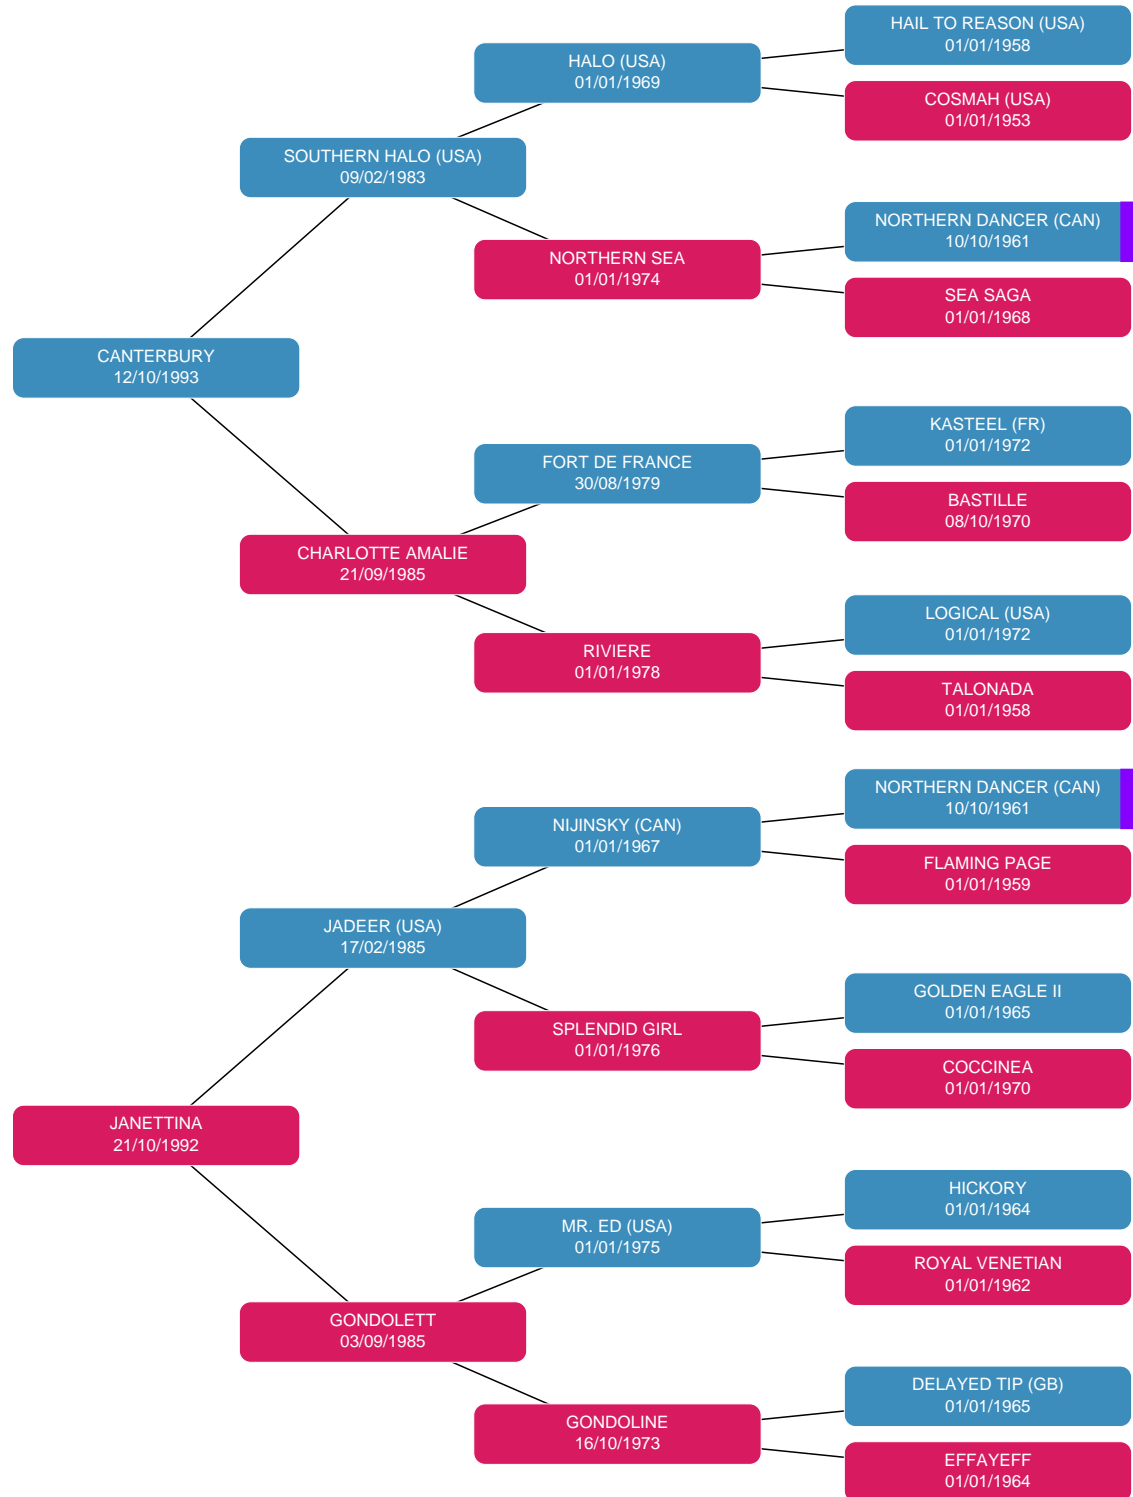 HAIL TO REASON (USA)
01/01/1958
HALO (USA)
01/01/1969
COSMAH (USA)
01/01/1953
SOUTHERN HALO (USA)
09/02/1983
NORTHERN DANCER (CAN)
10/10/1961
NORTHERN SEA
01/01/1974
SEA SAGA
01/01/1968
CANTERBURY
12/10/1993
KASTEEL (FR)
01/01/1972
FORT DE FRANCE
30/08/1979
BASTILLE
08/10/1970
CHARLOTTE AMALIE
21/09/1985
LOGICAL (USA)
01/01/1972
RIVIERE
01/01/1978
TALONADA
01/01/1958
NORTHERN DANCER (CAN)
10/10/1961
NIJINSKY (CAN)
01/01/1967
FLAMING PAGE
01/01/1959
JADEER (USA)
17/02/1985
GOLDEN EAGLE II
01/01/1965
SPLENDID GIRL
01/01/1976
COCCINEA
01/01/1970
JANETTINA
21/10/1992
HICKORY
01/01/1964
MR. ED (USA)
01/01/1975
ROYAL VENETIAN
01/01/1962
GONDOLETT
03/09/1985
DELAYED TIP (GB)
01/01/1965
GONDOLINE
16/10/1973
EFFAYEFF
01/01/1964